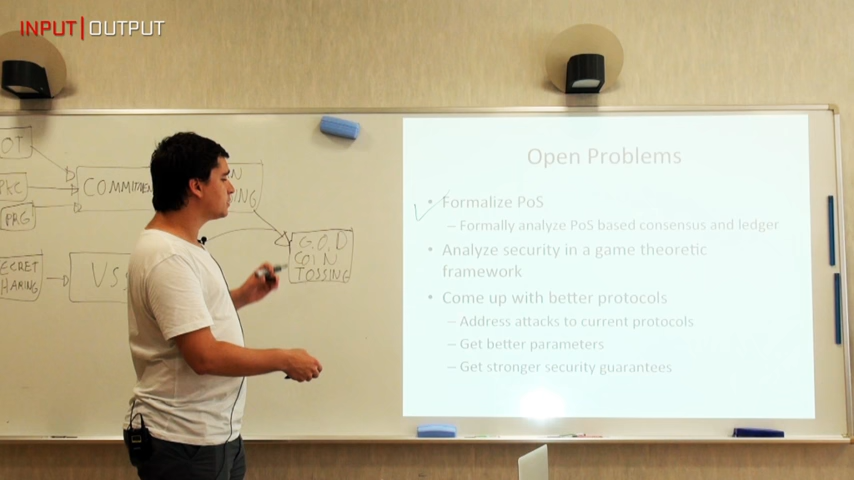 INPUT | OUTPUT
OT
PKC
PRG
COMMITMEN
G.O.D
COIN
TOSSING
ECRET
HARING
VSS
Open Problems
• Formalize PoS
– Formally analyze PoS based consensus and ledger
• Analyze security in a game theoretic
framework
• Come up with better protocols
– Address attacks to current protocols
– Get better parameters
– Get stronger security guarantees